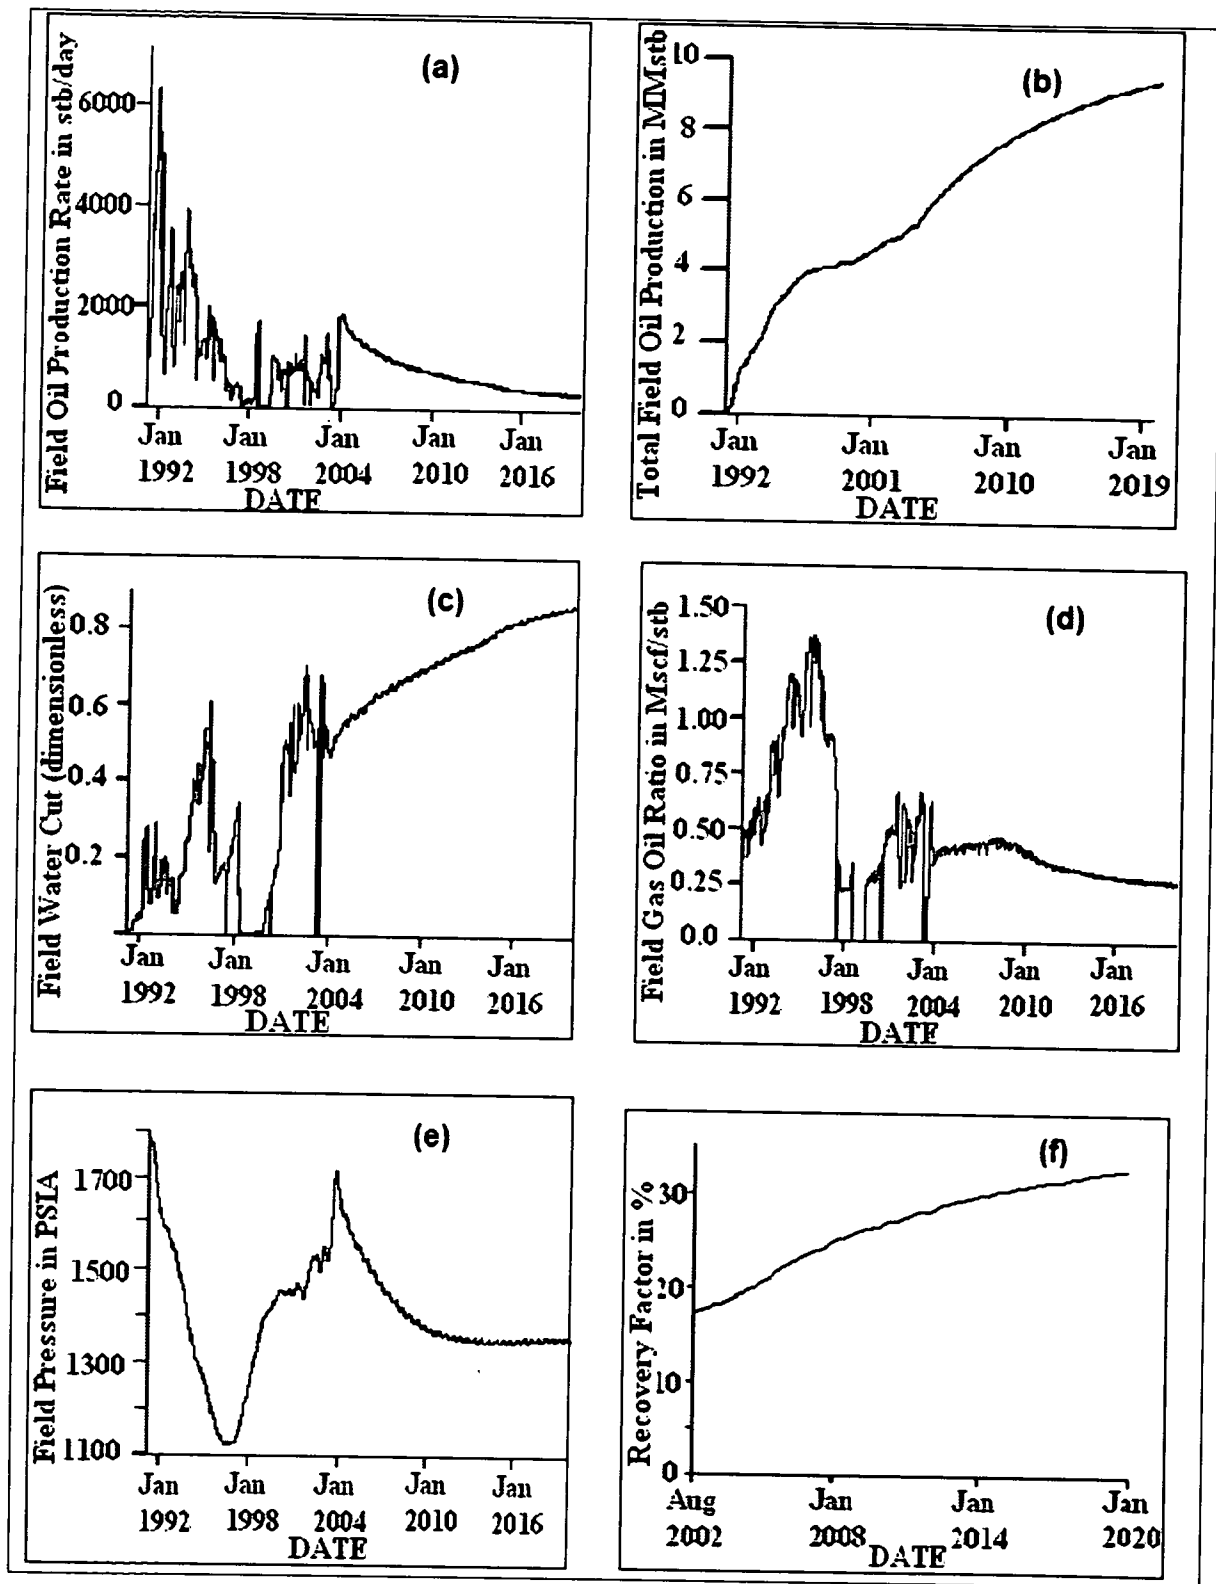 (a)
Field Oil Production Rate in stb/day
6000
4000
2000
0
Jan Jan Jan Jan Jan
1992 1998 2004 2010 2016
DATE
(b)
Total Field Oil Production in MMstb
10
8
6
4
2
0
Jan Jan Jan Jan
1992 2001 2010 2019
DATE
(c)
Field Water Cut (dimensionless)
0.8
0.6
0.4
0.2
Jan Jan Jan Jan Jan
1992 1998 2004 2010 2016
DATE
(d)
Field Gas Oil Ratio in Mscf/stb
1.50
1.25
1.00
0.75
0.50
0.25
0.0
Jan Jan Jan Jan Jan
1992 1998 2004 2010 2016
DATE
(e)
Field Pressure in PSIA
1700
1500
1300
1100
Jan Jan Jan Jan Jan
1992 1998 2004 2010 2016
DATE
(f)
Recovery Factor in %
30
20
10
0
Aug Jan Jan Jan
2002 2008 2014 2020
DATE